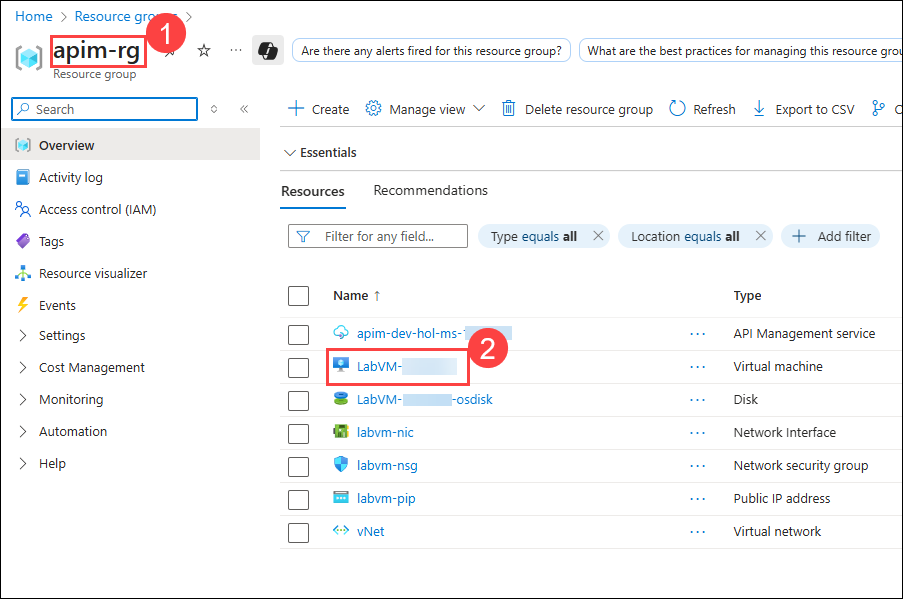 Home > Resource grou >
apim-rg 1
Resource group
Are there any alerts fired for this resource group?
What are the best practices for managing this resource grou
Search
Overview
Activity log
Access control (IAM)
Tags
Resource visualizer
Events
Settings
Cost Management
Monitoring
Automation
Help
Create Manage view Delete resource group Refresh Export to CSV
Essentials
Resources Recommendations
Filter for any field... Type equals all Location equals all Add filter
Name ↑ Type
apim-dev-hol-ms- ... API Management service
2
LabVM- ... Virtual machine
LabVM- -osdisk ... Disk
labvm-nic ... Network Interface
labvm-nsg ... Network security group
labvm-pip ... Public IP address
vNet ... Virtual network